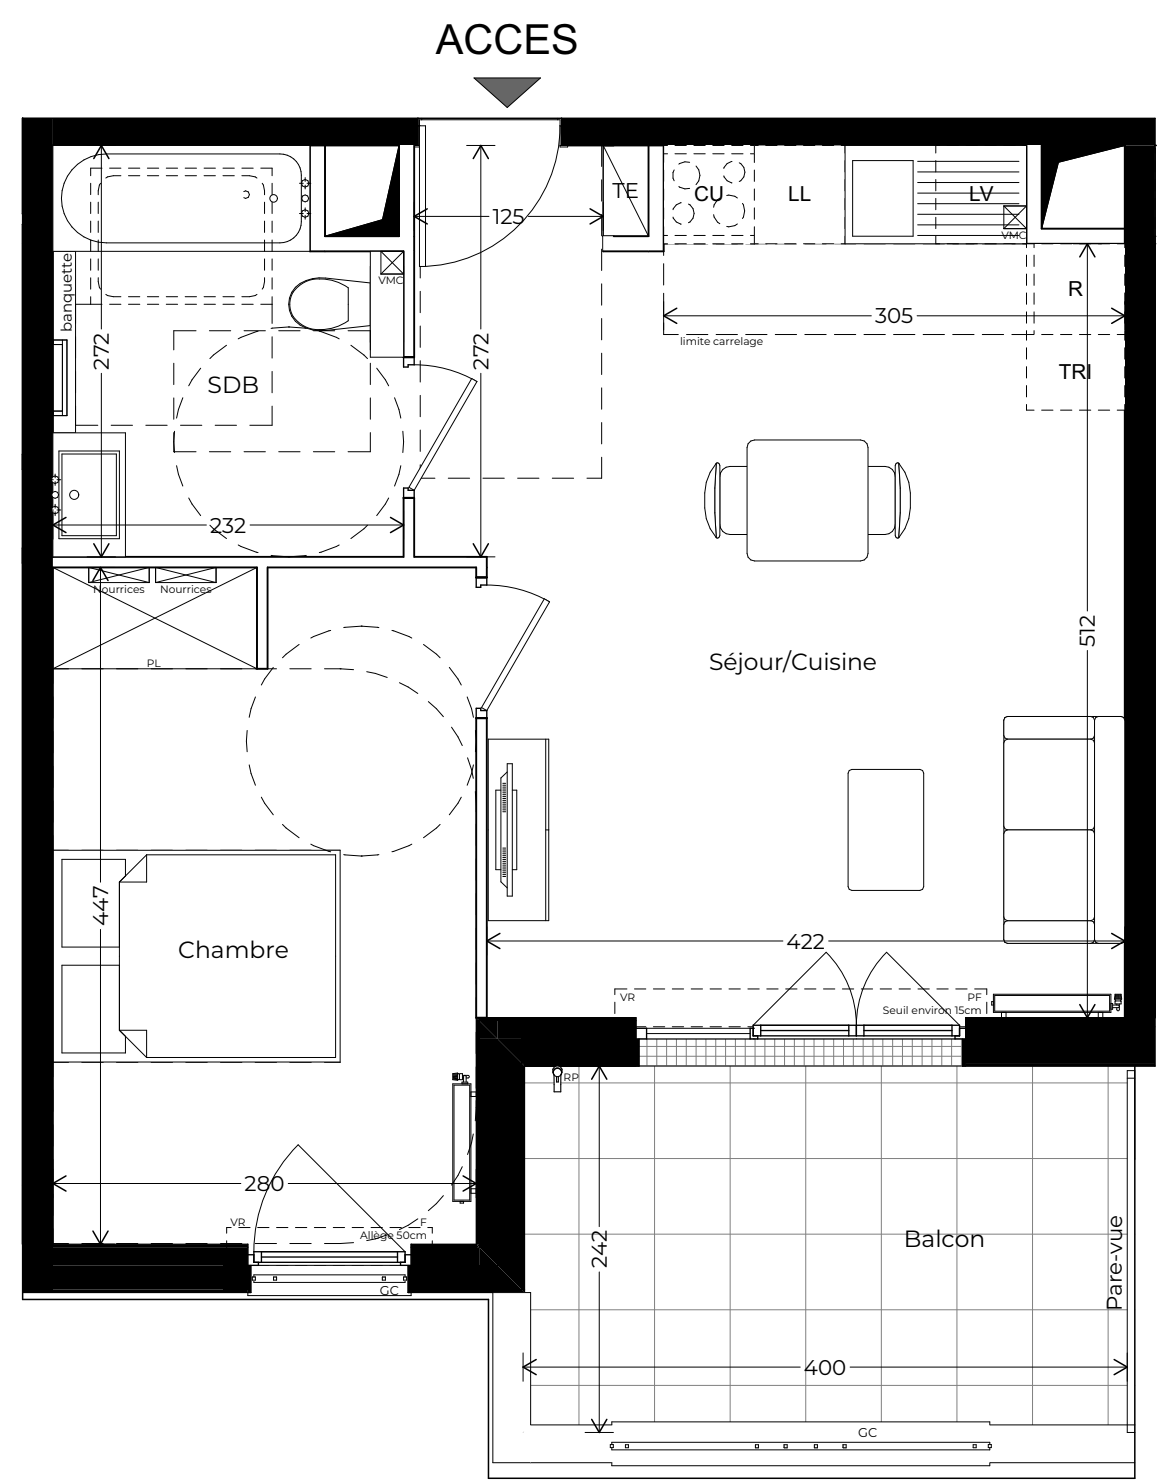 ACCES
TE
CU
LL
LV
VMC
125
VMC
banquette
R
305
limite carrelage
272
272
TRI
SDB
232
Nourrices
Nourrices
PL
512
Séjour/Cuisine
447
Chambre
422
VR
PF
Seuil environ 15cm
RP
280
VR
F
Allège 50cm
GC
242
Balcon
Pare-vue
400
GC